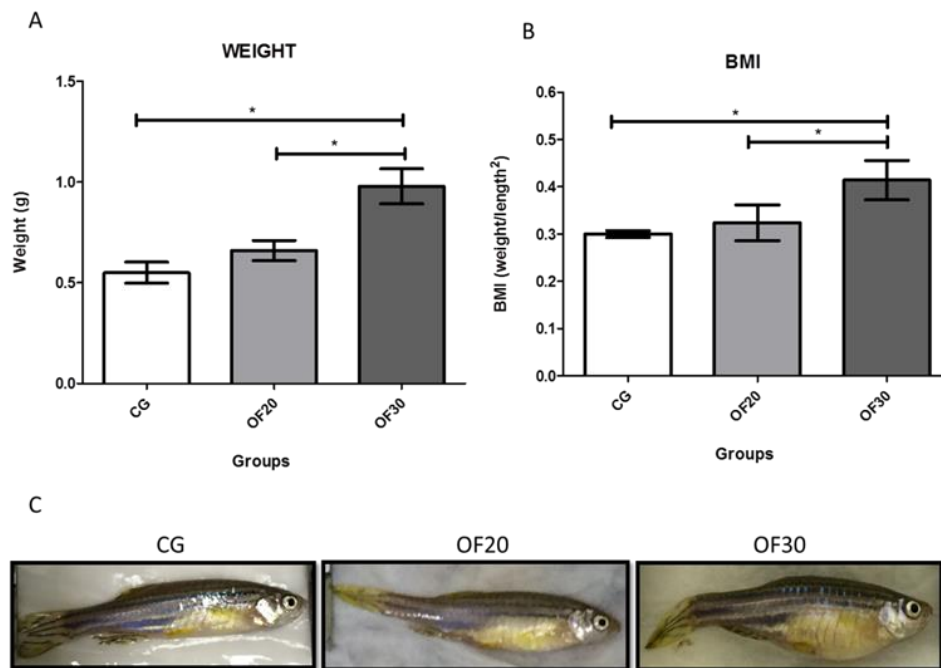 A
WEIGHT
Weight (g)
1.5
1.0
0.5
0.0
*
*
CG
OF20
OF30
Groups
B
BMI
BMI (weight/length²)
0.6
0.5
0.4
0.3
0.2
0.1
0.0
*
*
CG
OF20
OF30
Groups
C
CG
OF20
OF30